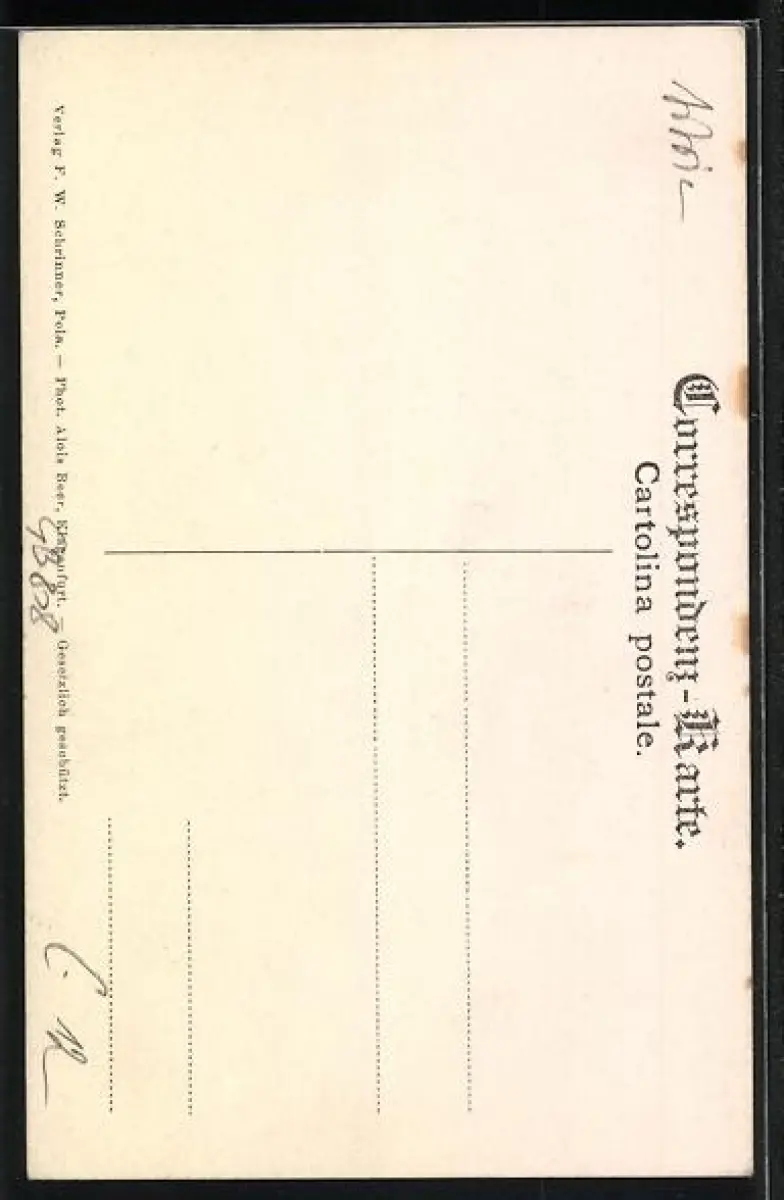 Correspondenz-Karte.
Cartolina postale.
Verlag F. W. Schrinner, Pola. — Phot. Alois Beer, Klagenfurt. — Gesetzlich geschützt.